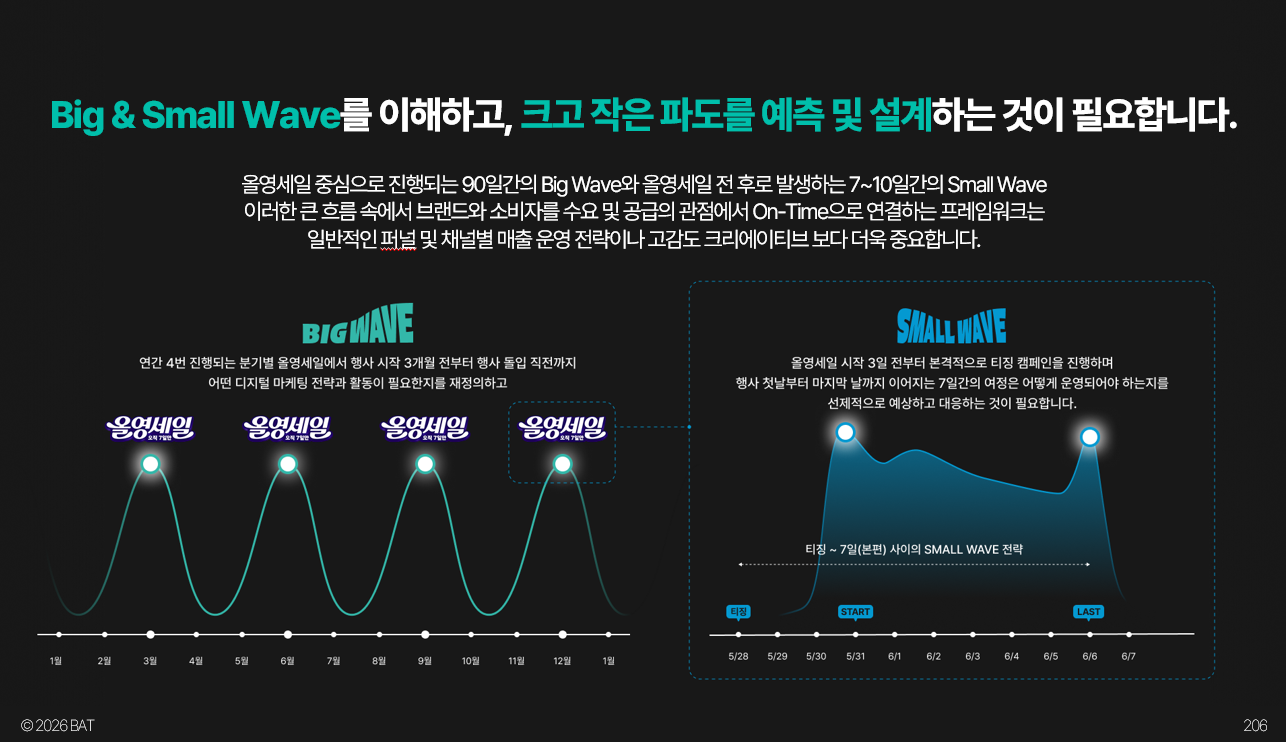 Big & Small Wave를 이해하고, 크고 작은 파도를 예측 및 설계하는 것이 필요합니다.
올영세일 중심으로 진행되는 90일간의 Big Wave와 올영세일 전 후로 발생하는 7~10일간의 Small Wave
이러한 큰 흐름 속에서 브랜드와 소비자를 수요 및 공급의 관점에서 On-Time으로 연결하는 프레임워크는
일반적인 퍼널 및 채널별 매출 운영 전략이나 고감도 크리에이티브 보다 더욱 중요합니다.
BIG WAVE
연간 4번 진행되는 분기별 올영세일에서 행사 시작 3개월 전부터 행사 돌입 직전까지
어떤 디지털 마케팅 전략과 활동이 필요한지를 재정의하고
올영세일 올영세일 올영세일 올영세일
오직 7일만 오직 7일만 오직 7일만 오직 7일만
1월 2월 3월 4월 5월 6월 7월 8월 9월 10월 11월 12월 1월
SMALL WAVE
올영세일 시작 3일 전부터 본격적으로 티징 캠페인을 진행하며
행사 첫날부터 마지막 날까지 이어지는 7일간의 여정은 어떻게 운영되어야 하는지를
선제적으로 예상하고 대응하는 것이 필요합니다.
티징 ~ 7일(본편) 사이의 SMALL WAVE 전략
티징 START LAST
5/28 5/29 5/30 5/31 6/1 6/2 6/3 6/4 6/5 6/6 6/7
© 2026 BAT
206